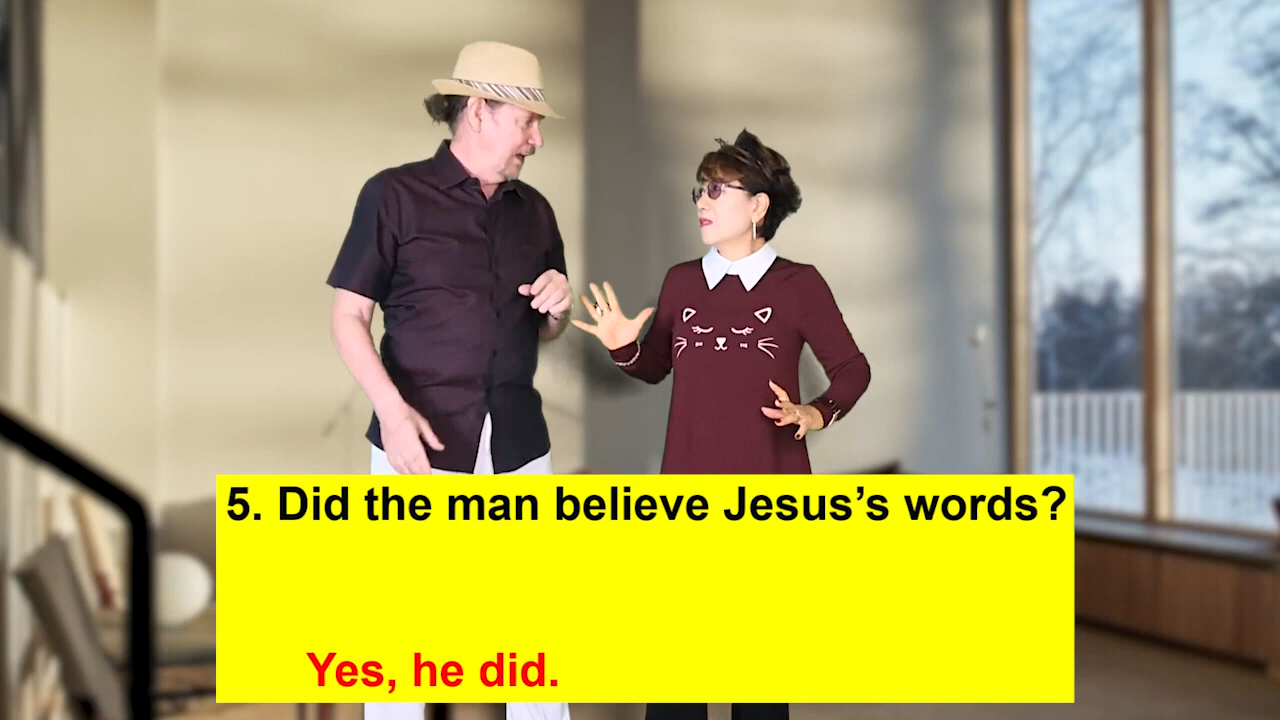 5. Did the man believe Jesus’s words?
Yes, he did.